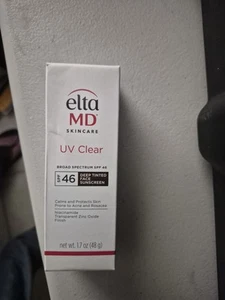 elta
MD®
SKINCARE
UV Clear
BROAD SPECTRUM SPF 46
SPF 46 DEEP TINTED
FACE
SUNSCREEN
Calms and Protects Skin
Prone to Acne and Rosacea
Niacinamide
Transparent Zinc Oxide
net wt. 1.7 oz (48 g)